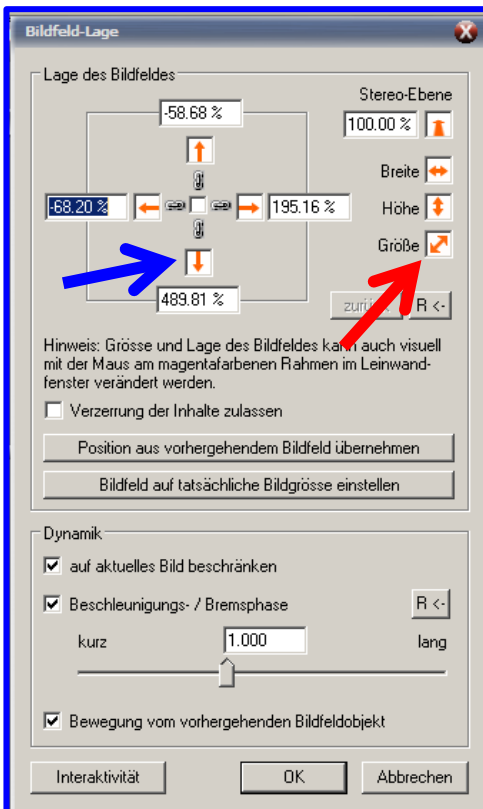 Bildfeld-Lage
Lage des Bildfeldes
-58.68 %
Stereo-Ebene
100.00 %
Breite
-68.20 %
195.16 %
Höhe
Größe
489.81 %
zurück
R <-
Hinweis: Grösse und Lage des Bildfeldes kann auch visuell
mit der Maus am magentafarbenen Rahmen im Leinwand-
fenster verändert werden.
Verzerrung der Inhalte zulassen
Position aus vorhergehendem Bildfeld übernehmen
Bildfeld auf tatsächliche Bildgrösse einstellen
Dynamik
auf aktuelles Bild beschränken
Beschleunigungs- / Bremsphase
R <-
kurz
1.000
lang
Bewegung vom vorhergehenden Bildfeldobjekt
Interaktivität
OK
Abbrechen